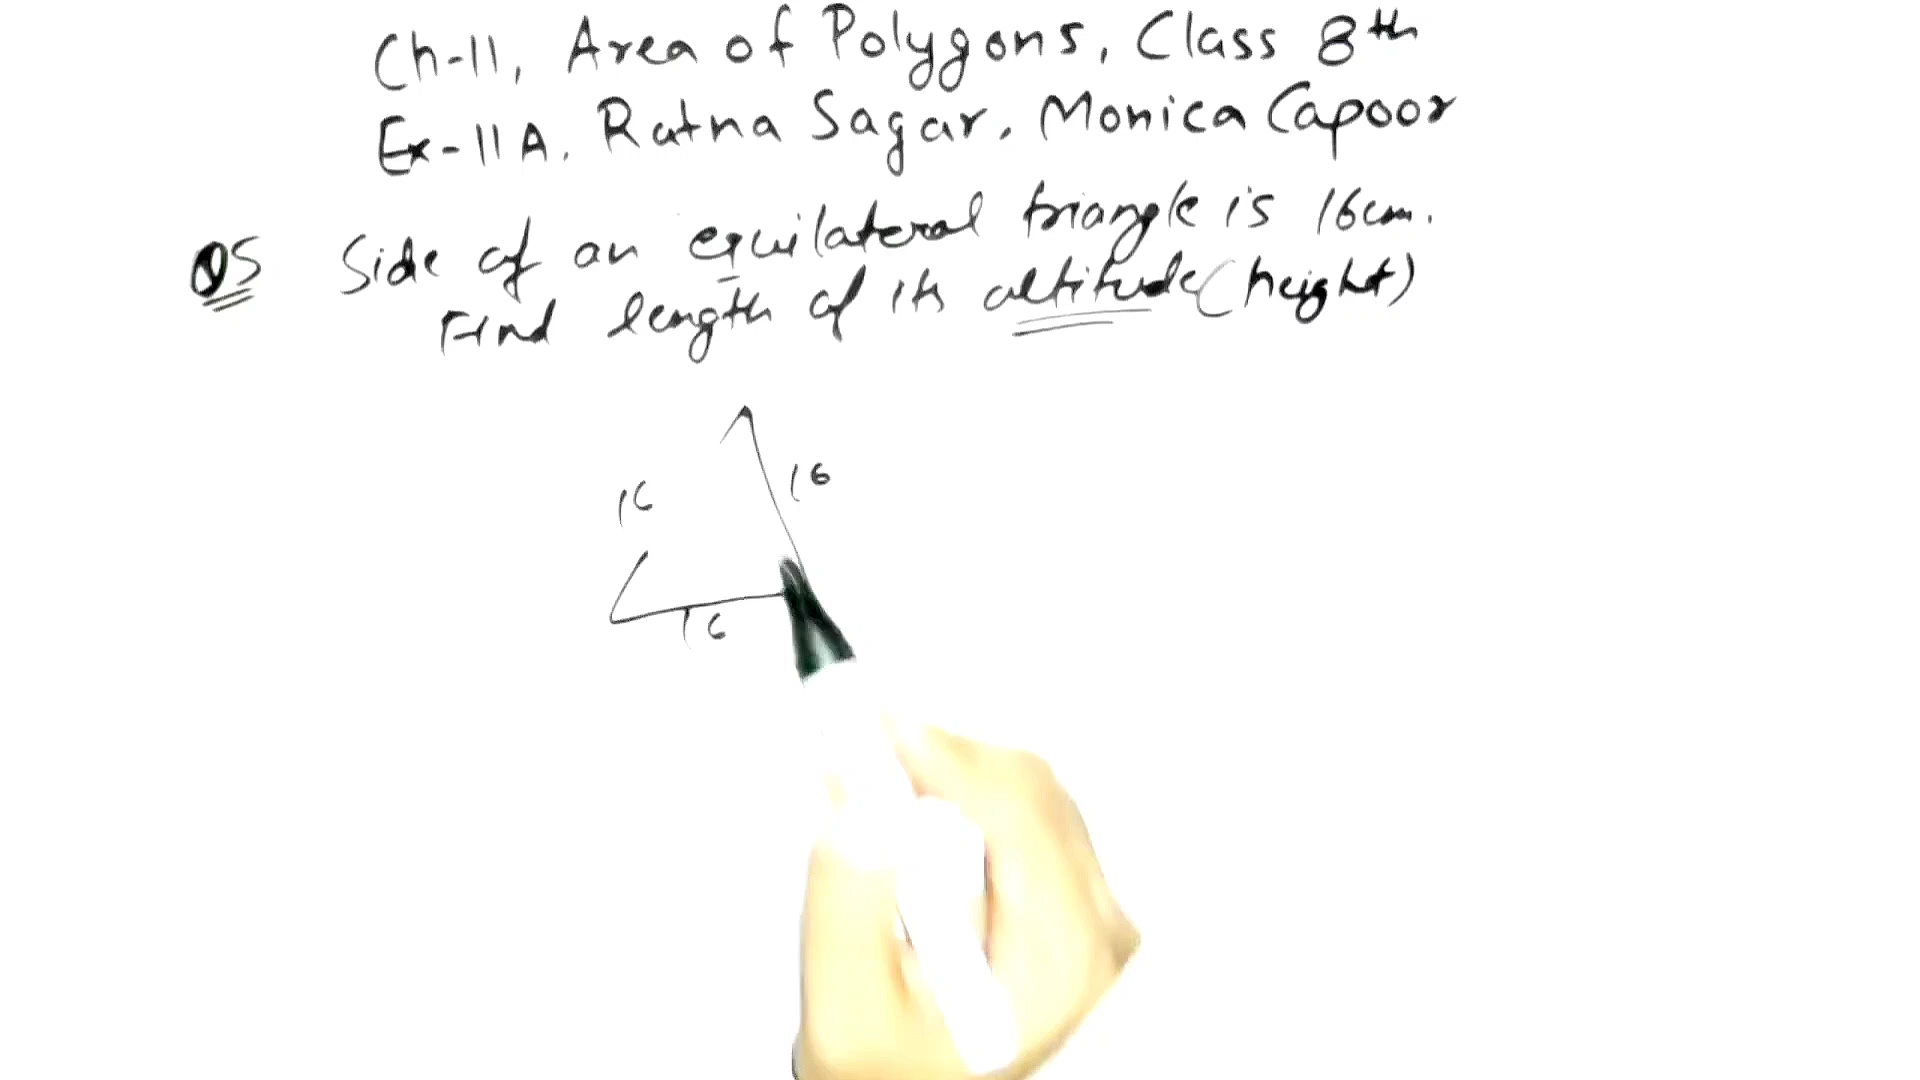 Ch-11, Area of Polygons, Class 8th
Ex-11A. Ratna Sagar, Monica Capoor
Q5 Side of an equilateral triangle is 16cm.
Find length of its altitude (height)
16
16
16